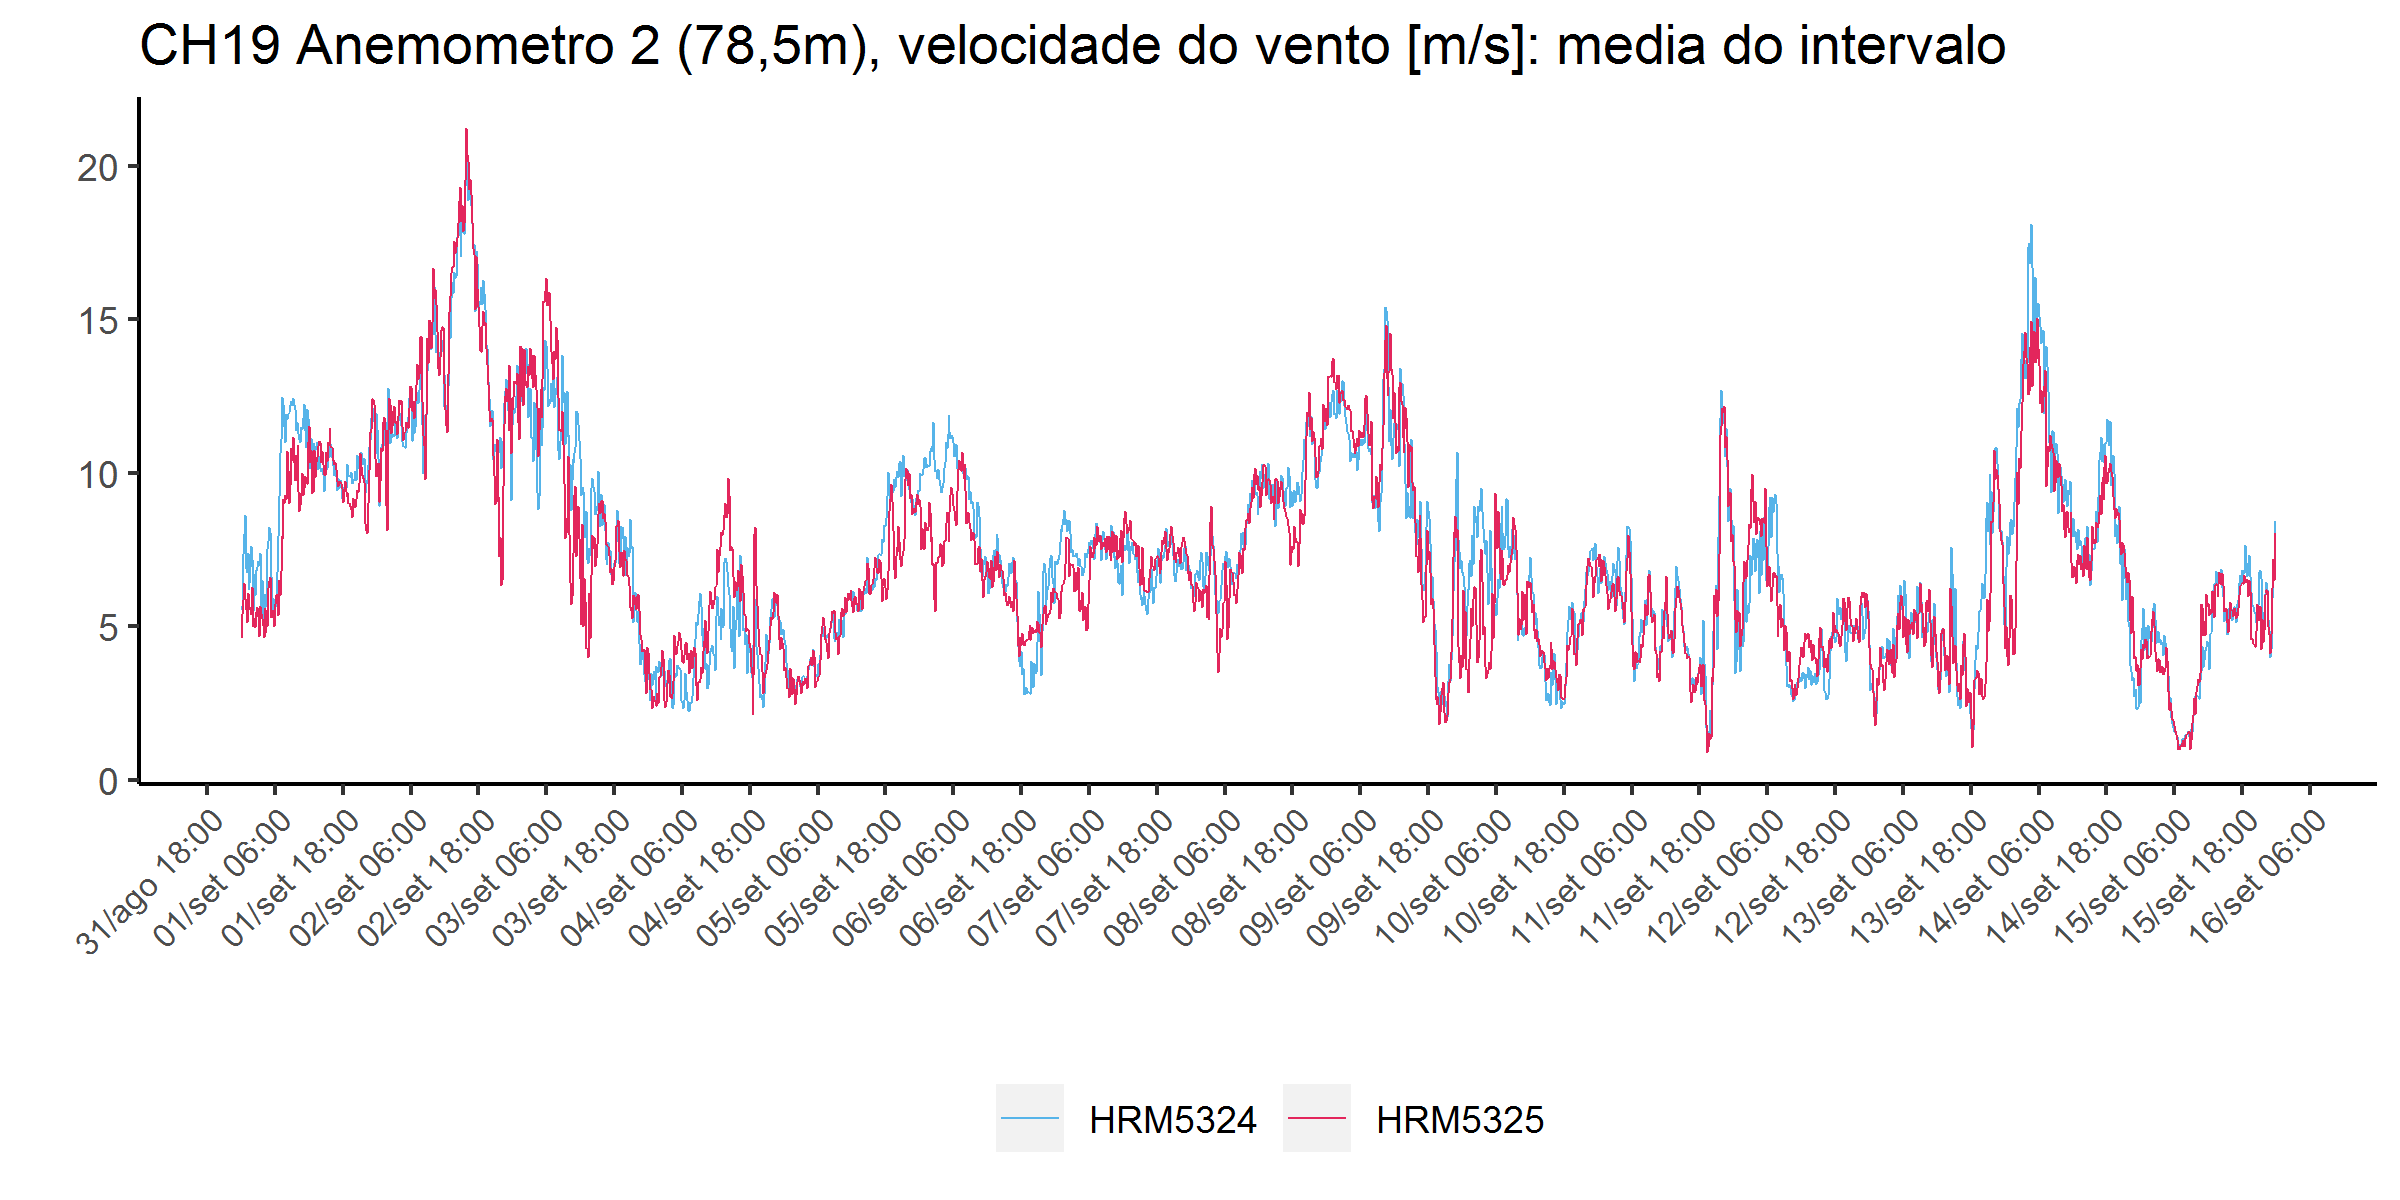 CH19 Anemometro 2 (78,5m), velocidade do vento [m/s]: media do intervalo
20
15
10
5
0
31/ago 18:00
01/set 06:00
01/set 18:00
02/set 06:00
02/set 18:00
03/set 06:00
03/set 18:00
04/set 06:00
04/set 18:00
05/set 06:00
05/set 18:00
06/set 06:00
06/set 18:00
07/set 06:00
07/set 18:00
08/set 06:00
08/set 18:00
09/set 06:00
09/set 18:00
10/set 06:00
10/set 18:00
11/set 06:00
11/set 18:00
12/set 06:00
12/set 18:00
13/set 06:00
13/set 18:00
14/set 06:00
14/set 18:00
15/set 06:00
15/set 18:00
16/set 06:00
HRM5324
HRM5325